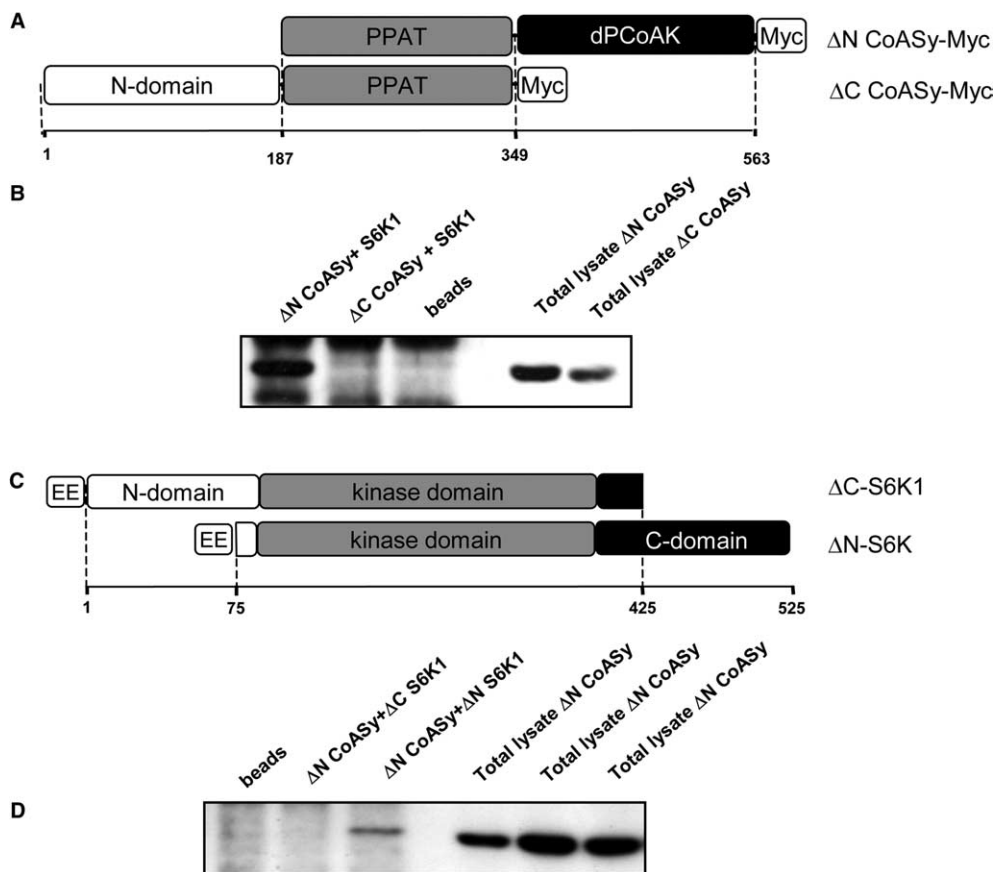 A
PPAT dPCoAK Myc ΔN CoASy-Myc
N-domain PPAT Myc ΔC CoASy-Myc
1 187 349 563
B
ΔN CoASy+ S6K1
ΔC CoASy + S6K1
beads
Total lysate ΔN CoASy
Total lysate ΔC CoASy
C
EE N-domain kinase domain ΔC-S6K1
EE kinase domain C-domain ΔN-S6K
1 75 425 525
D
beads
ΔN CoASy+ΔC S6K1
ΔN CoASy+ΔN S6K1
Total lysate ΔN CoASy
Total lysate ΔN CoASy
Total lysate ΔN CoASy